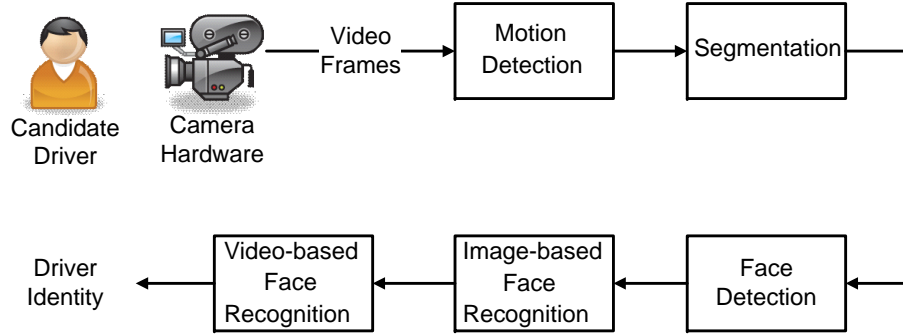 Candidate
Driver
Camera
Hardware
Video
Frames
Motion
Detection
Segmentation
Face
Detection
Image-based
Face
Recognition
Video-based
Face
Recognition
Driver
Identity